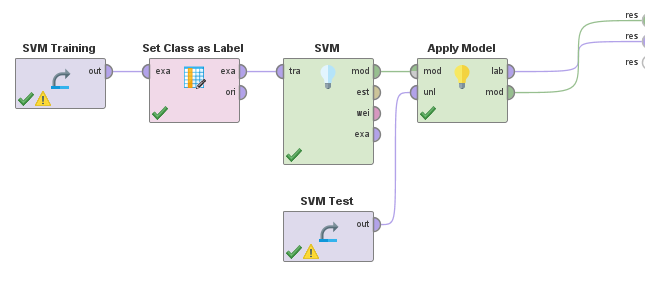 res
SVM Training
Set Class as Label
SVM
Apply Model
res
out
exa
exa
tra
mod
mod
lab
res
ori
est
unl
mod
wei
exa
SVM Test
out